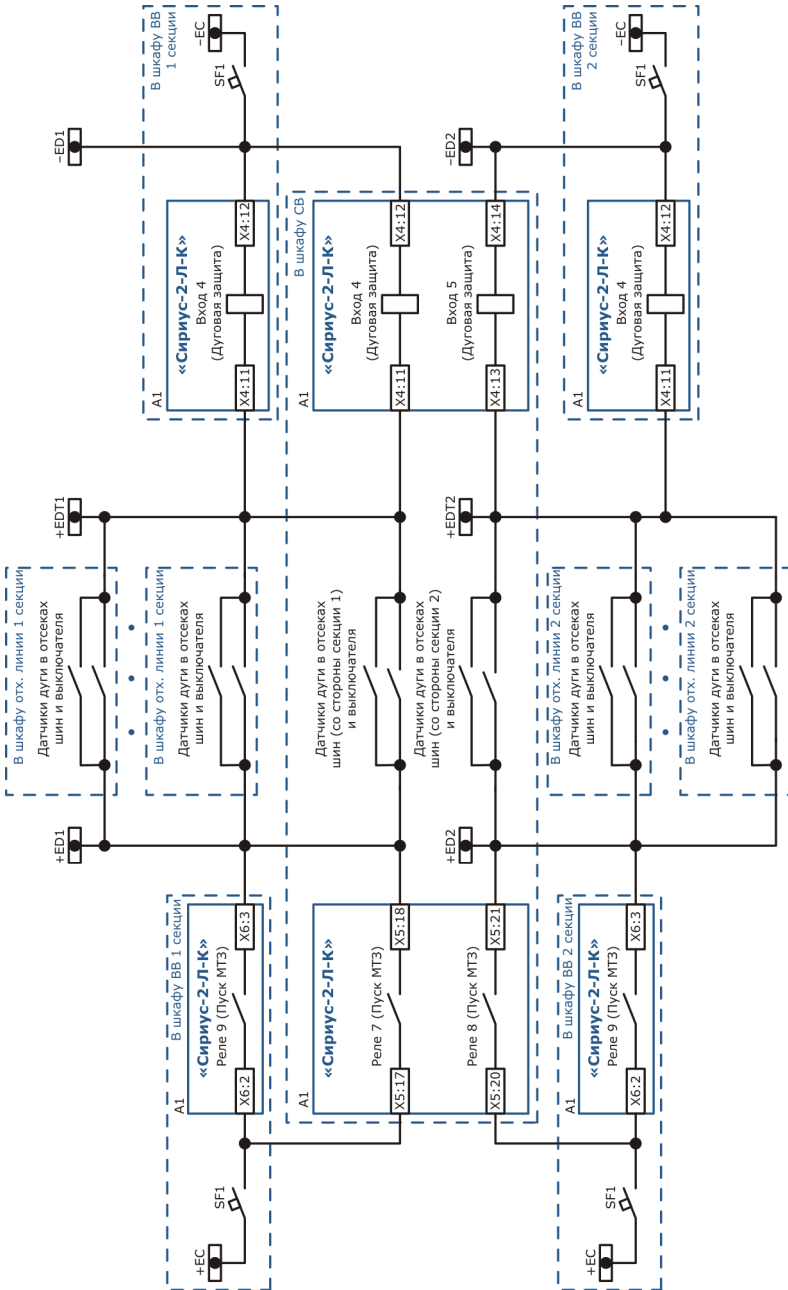 +EC
SF1
В шкафу ВВ 1 секции
A1
«Сириус-2-Л-К»
Реле 9 (Пуск МТЗ)
X6:2
X6:3
+ED1
В шкафу отх. линии 1 секции
Датчики дуги в отсеках
шин и выключателя
В шкафу отх. линии 1 секции
Датчики дуги в отсеках
шин и выключателя
+EDT1
A1
«Сириус-2-Л-К»
Вход 4
(Дуговая защита)
X4:11
X4:12
-ED1
В шкафу ВВ
1 секции
SF1
-EC
A1
«Сириус-2-Л-К»
Реле 7 (Пуск МТЗ)
X5:17
X5:18
Реле 8 (Пуск МТЗ)
X5:20
X5:21
Датчики дуги в отсеках
шин (со стороны секции 1)
и выключателя
Датчики дуги в отсеках
шин (со стороны секции 2)
и выключателя
В шкафу СВ
A1
«Сириус-2-Л-К»
Вход 4
(Дуговая защита)
X4:11
X4:12
Вход 5
(Дуговая защита)
X4:13
X4:14
+ED2
+EDT2
-ED2
+EC
SF1
В шкафу ВВ 2 секции
A1
«Сириус-2-Л-К»
Реле 9 (Пуск МТЗ)
X6:2
X6:3
В шкафу отх. линии 2 секции
Датчики дуги в отсеках
шин и выключателя
В шкафу отх. линии 2 секции
Датчики дуги в отсеках
шин и выключателя
A1
«Сириус-2-Л-К»
Вход 4
(Дуговая защита)
X4:11
X4:12
В шкафу ВВ
2 секции
SF1
-EC